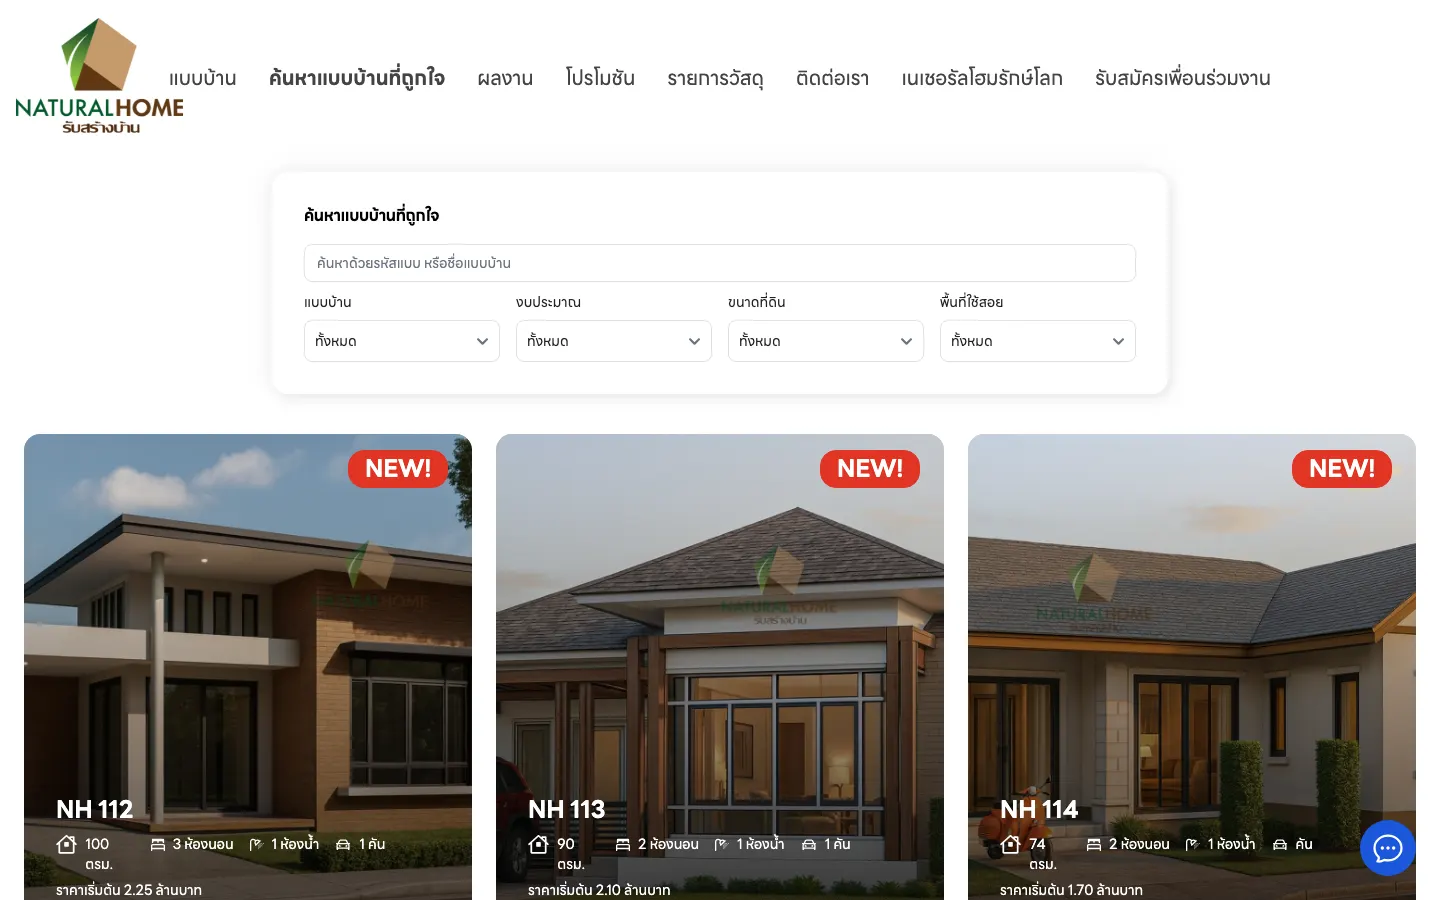 NATURALHOME
รับสร้างบ้าน
แบบบ้าน
ค้นหาแบบบ้านที่ถูกใจ
ผลงาน
โปรโมชัน
รายการวัสดุ
ติดต่อเรา
เนเชอรัลโฮมรักษ์โลก
รับสมัครเพื่อนร่วมงาน
ค้นหาแบบบ้านที่ถูกใจ
ค้นหาด้วยรหัสแบบ หรือชื่อแบบบ้าน
แบบบ้าน
ทั้งหมด
งบประมาณ
ทั้งหมด
ขนาดที่ดิน
ทั้งหมด
พื้นที่ใช้สอย
ทั้งหมด
NEW!
NATURALHOME
NH 112
100 ตรม.
3 ห้องนอน
1 ห้องน้ำ
1 คัน
ราคาเริ่มต้น 2.25 ล้านบาท
NEW!
NATURALHOME
รับสร้างบ้าน
NH 113
90 ตรม.
2 ห้องนอน
1 ห้องน้ำ
1 คัน
ราคาเริ่มต้น 2.10 ล้านบาท
NEW!
NATURALHOME
NH 114
74 ตรม.
2 ห้องนอน
1 ห้องน้ำ
คัน
ราคาเริ่มต้น 1.70 ล้านบาท